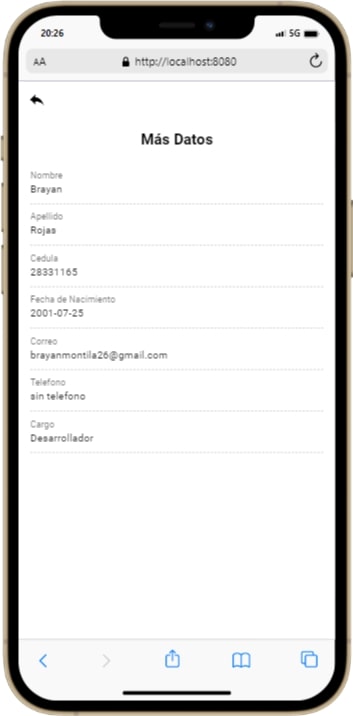 20:26
5G
AA
http://localhost:8080
Más Datos
Nombre
Brayan
Apellido
Rojas
Cedula
28331165
Fecha de Nacimiento
2001-07-25
Correo
brayanmontila26@gmail.com
Telefono
sin telefono
Cargo
Desarrollador